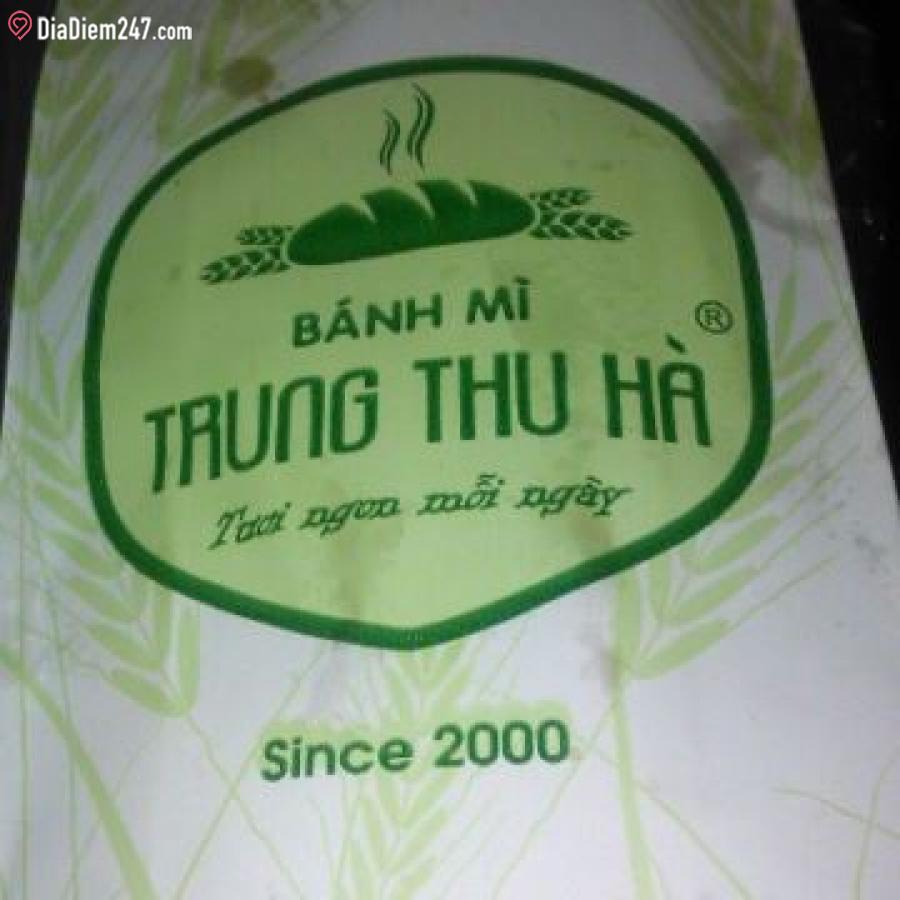 DiaDiem247.com
BÁNH MÌ
®
TRUNG THU HÀ
Tươi ngon mỗi ngày
Since 2000